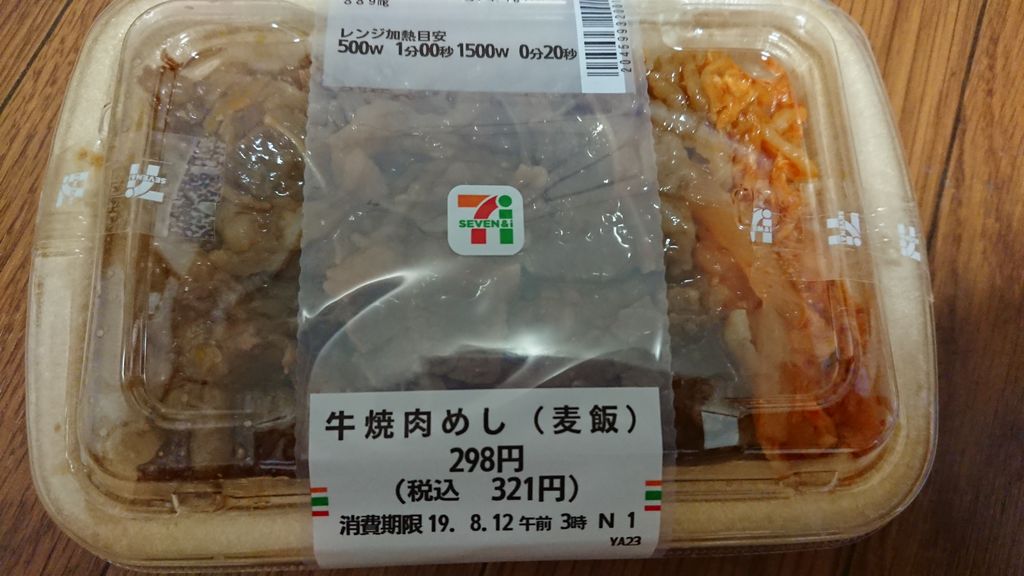 レンジ加熱目安
500W 1分00秒 1500W 0分20秒
7i
SEVEN&i
牛焼肉めし(麦飯)
298円
(税込 321円)
消費期限 19. 8.12 午前 3時 N 1
YA23